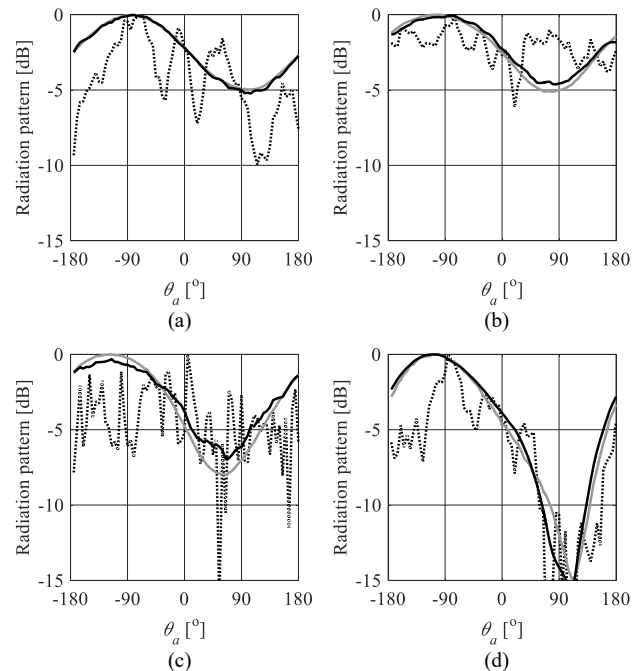 0
-5
-10
-15
Radiation pattern [dB]
-180 -90 0 90 180
θₐ [°]
(a)
0
-5
-10
-15
Radiation pattern [dB]
-180 -90 0 90 180
θₐ [°]
(b)
0
-5
-10
-15
Radiation pattern [dB]
-180 -90 0 90 180
θₐ [°]
(c)
0
-5
-10
-15
Radiation pattern [dB]
-180 -90 0 90 180
θₐ [°]
(d)